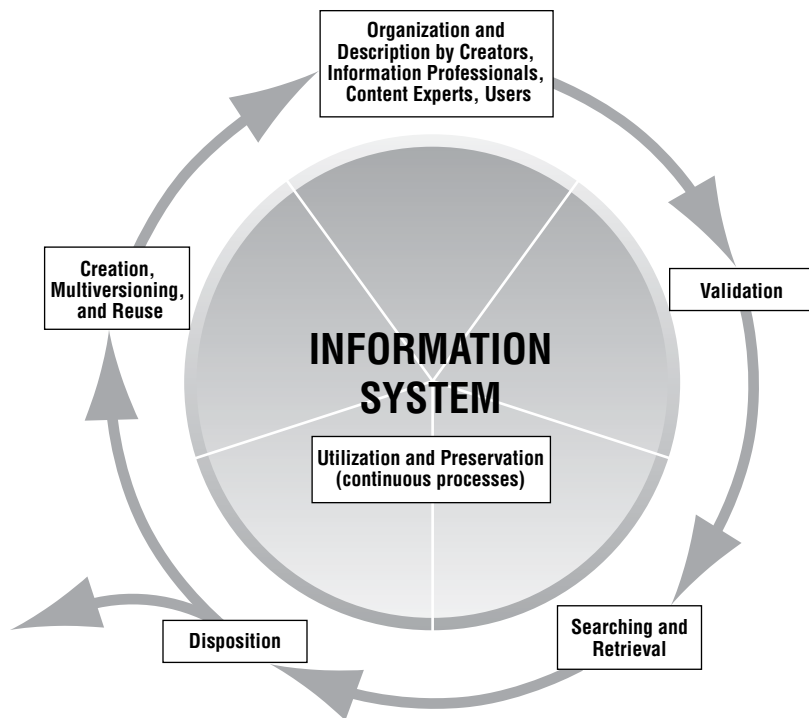 Organization and
Description by Creators,
Information Professionals,
Content Experts, Users
Creation,
Multiversioning,
and Reuse
Validation
INFORMATION
SYSTEM
Utilization and Preservation
(continuous processes)
Disposition
Searching and
Retrieval